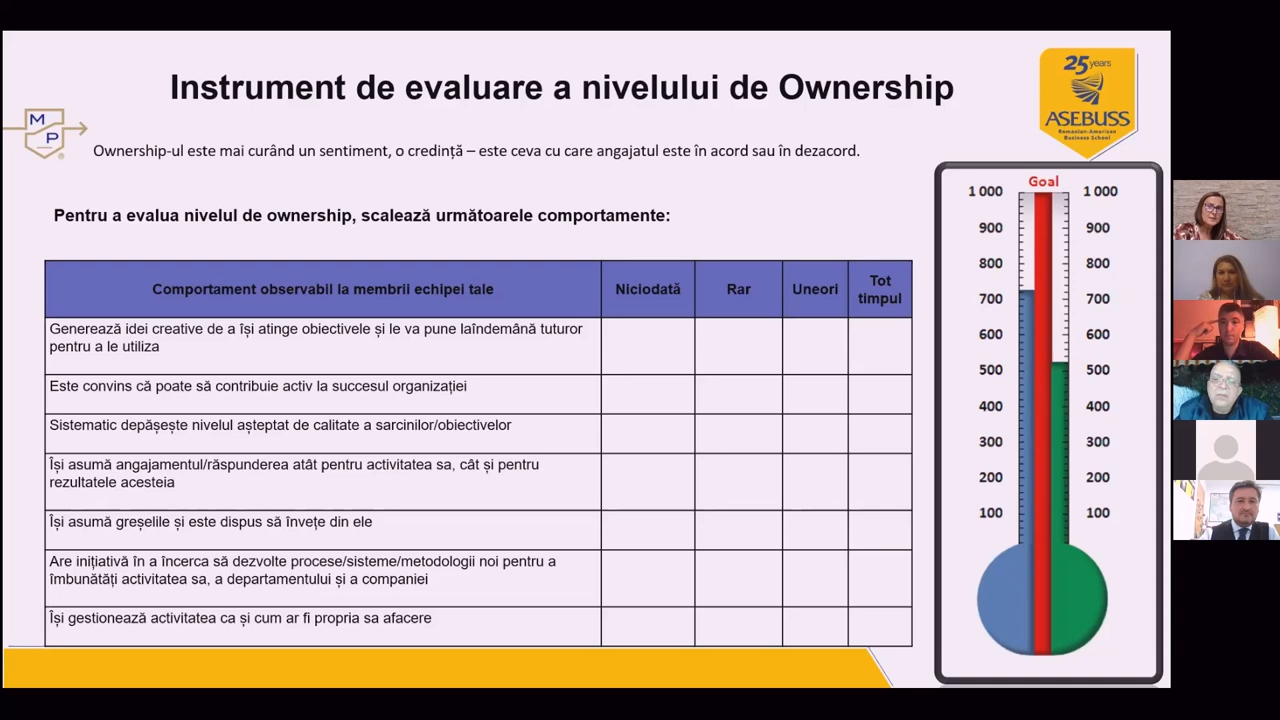 Instrument de evaluare a nivelului de Ownership
25 years
ASEBUSS
Romanian-American
Business School
M
P
Ownership-ul este mai curând un sentiment, o credință – este ceva cu care angajatul este în acord sau în dezacord.
Pentru a evalua nivelul de ownership, scalează următoarele comportamente:
Comportament observabil la membrii echipei tale
Niciodată
Rar
Uneori
Tot
timpul
Generează idei creative de a își atinge obiectivele și le va pune laîndemână tuturor
pentru a le utiliza
Este convins că poate să contribuie activ la succesul organizației
Sistematic depășește nivelul așteptat de calitate a sarcinilor/obiectivelor
Își asumă angajamentul/răspunderea atât pentru activitatea sa, cât și pentru
rezultatele acesteia
Își asumă greșelile și este dispus să învețe din ele
Are inițiativă în a încerca să dezvolte procese/sisteme/metodologii noi pentru a
îmbunătăți activitatea sa, a departamentului și a companiei
Își gestionează activitatea ca și cum ar fi propria sa afacere
Goal
1 000 1 000
900 900
800 800
700 700
600 600
500 500
400 400
300 300
200 200
100 100